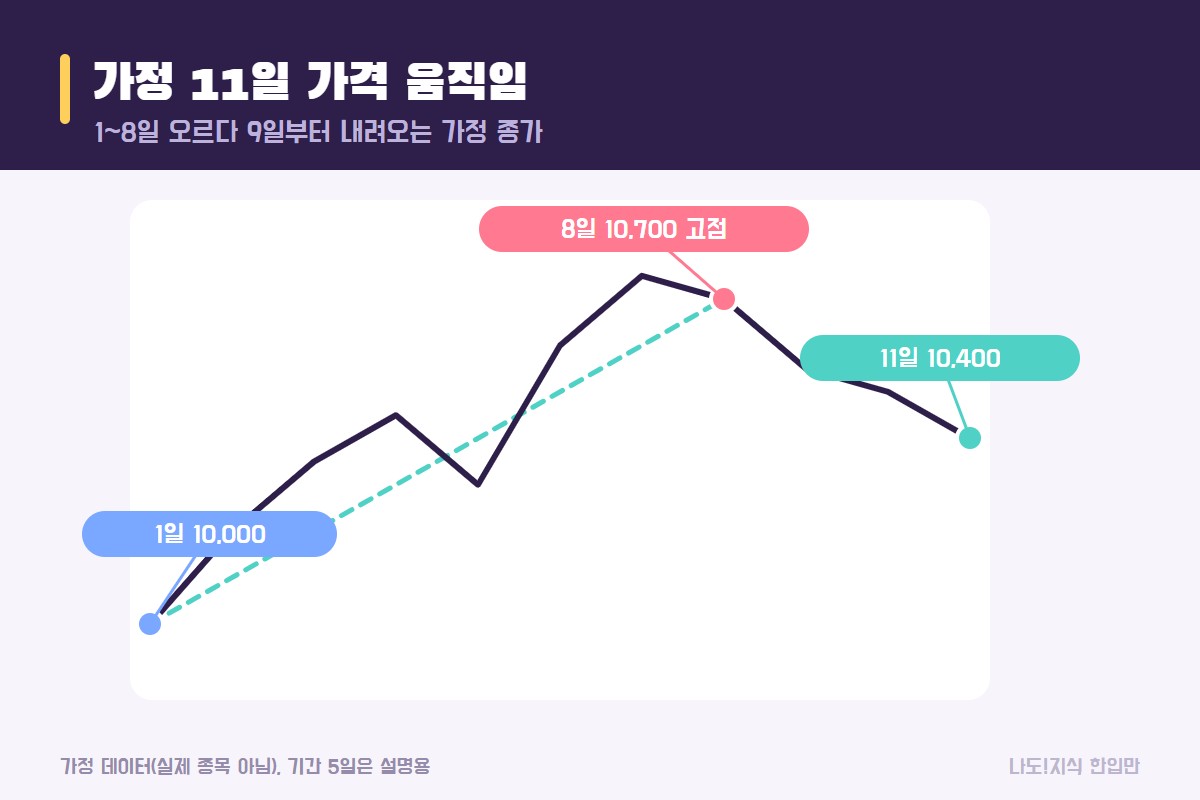 가정 11일 가격 움직임
1~8일 오르다 9일부터 내려오는 가정 종가
8일 10,700 고점
11일 10,400
1일 10,000
가정 데이터(실제 종목 아님), 기간 5일은 설명용
나도!지식 한입만